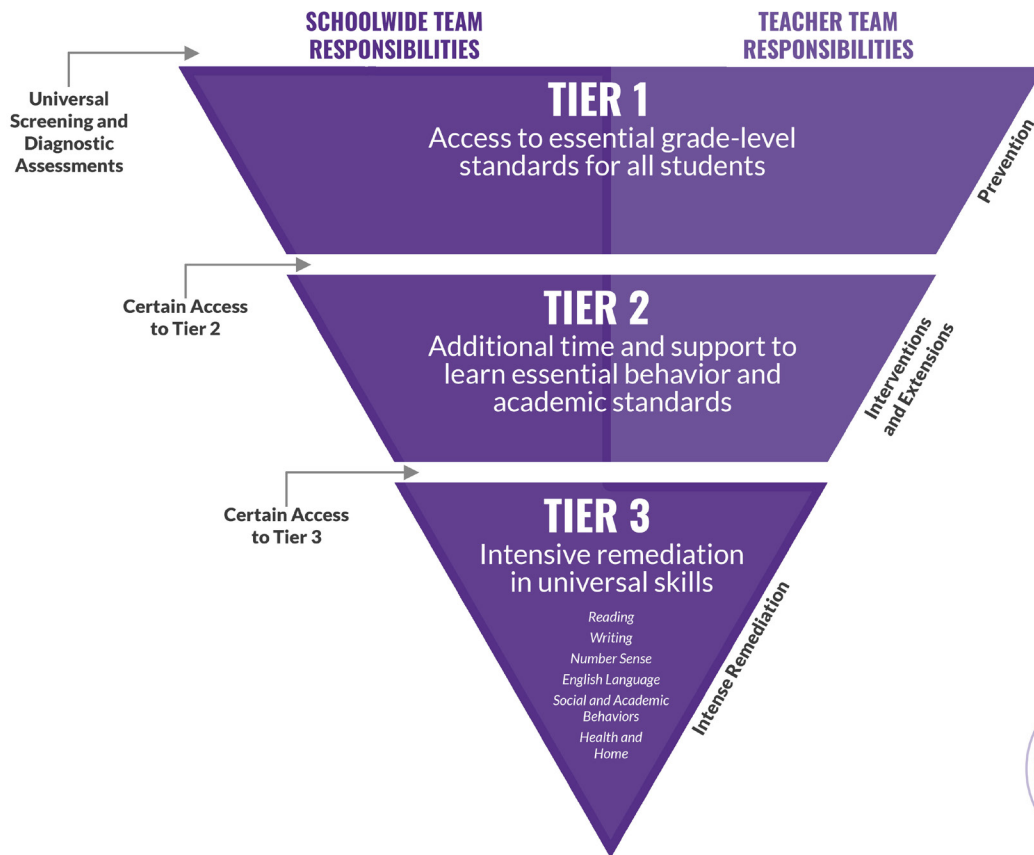 SCHOOLWIDE TEAM
RESPONSIBILITIES
TEACHER TEAM
RESPONSIBILITIES
Universal
Screening and
Diagnostic
Assessments
TIER 1
Access to essential grade-level
standards for all students
Prevention
Certain Access
to Tier 2
TIER 2
Additional time and support to
learn essential behavior and
academic standards
Interventions
and Extensions
Certain Access
to Tier 3
TIER 3
Intensive remediation
in universal skills
Reading
Writing
Number Sense
English Language
Social and Academic
Behaviors
Health and
Home
Intense Remediation